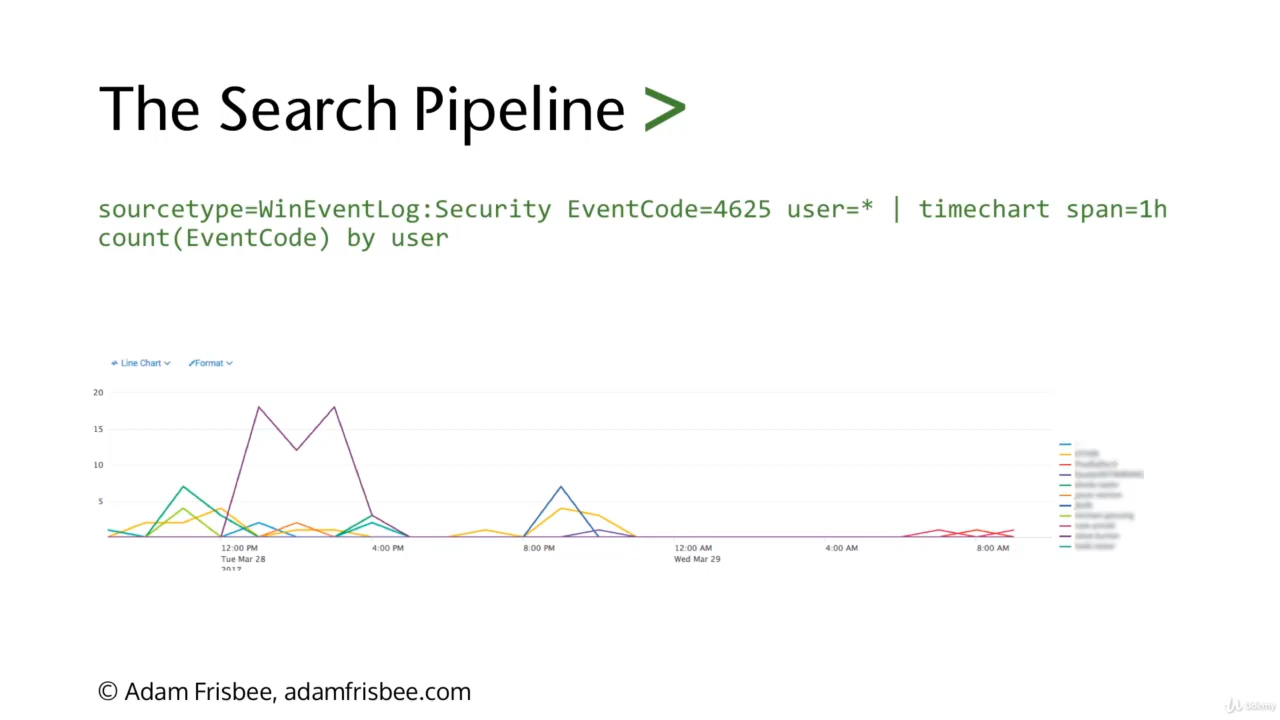 The Search Pipeline >
sourcetype=WinEventLog:Security EventCode=4625 user=* | timechart span=1h
count(EventCode) by user
Line Chart Format
20
15
10
5
12:00 PM 4:00 PM 8:00 PM 12:00 AM 4:00 AM 8:00 AM
Tue Mar 28 Wed Mar 29
2017
© Adam Frisbee, adamfrisbee.com
Udemy